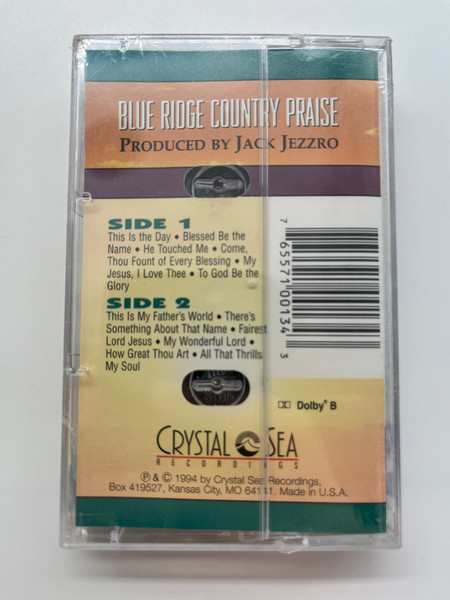 BLUE RIDGE COUNTRY PRAISE
PRODUCED BY JACK JEZZRO
SIDE 1
This Is the Day • Blessed Be the
Name • He Touched Me • Come,
Thou Fount of Every Blessing • My
Jesus, I Love Thee • To God Be the
Glory
SIDE 2
This Is My Father's World • There's
Something About That Name • Fairest
Lord Jesus • My Wonderful Lord •
How Great Thou Art • All That Thrills
My Soul
7 65571 00134 3
Dolby® B
CRYSTAL SEA
RECORDINGS
℗ & © 1994 by Crystal Sea Recordings,
Box 419527, Kansas City, MO 64141. Made in U.S.A.